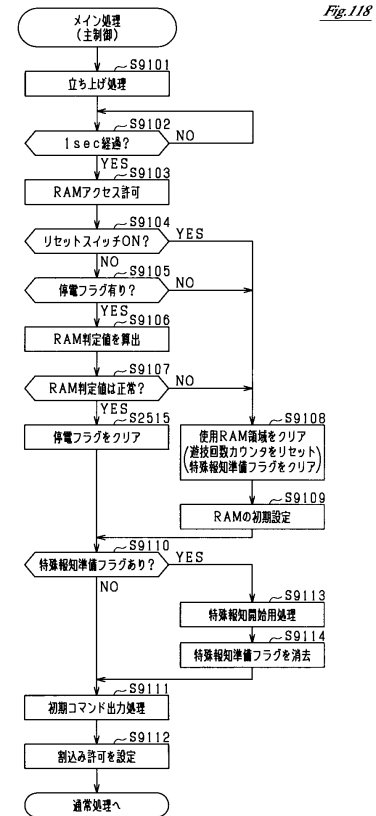 Fig.118
メイン処理
(主制御)
S9101
立ち上げ処理
S9102
1sec経過?
NO
YES
S9103
RAMアクセス許可
S9104
リセットスイッチON?
YES
NO
S9105
停電フラグ有り?
NO
YES
S9106
RAM判定値を算出
S9107
RAM判定値は正常?
NO
YES
S2515
停電フラグをクリア
S9108
使用RAM領域をクリア
(遊技回数カウンタをリセット
特殊報知準備フラグをクリア)
S9109
RAMの初期設定
S9110
特殊報知準備フラグあり?
YES
NO
S9113
特殊報知開始用処理
S9114
特殊報知準備フラグを消去
S9111
初期コマンド出力処理
S9112
割込み許可を設定
通常処理へ